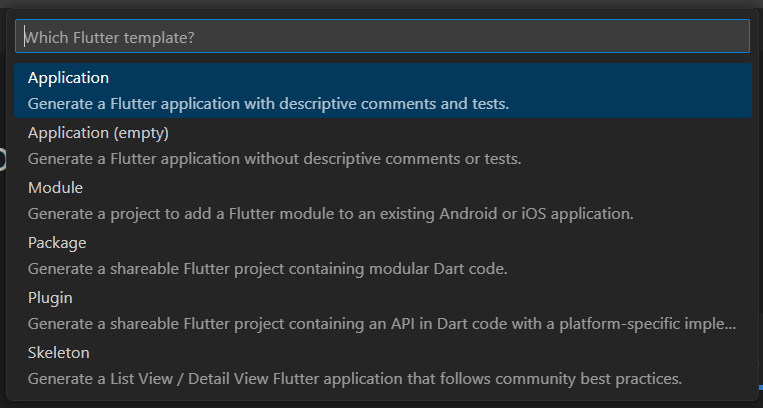 Which Flutter template?
Application
Generate a Flutter application with descriptive comments and tests.
Application (empty)
Generate a Flutter application without descriptive comments or tests.
Module
Generate a project to add a Flutter module to an existing Android or iOS application.
Package
Generate a shareable Flutter project containing modular Dart code.
Plugin
Generate a shareable Flutter project containing an API in Dart code with a platform-specific imple...
Skeleton
Generate a List View / Detail View Flutter application that follows community best practices.